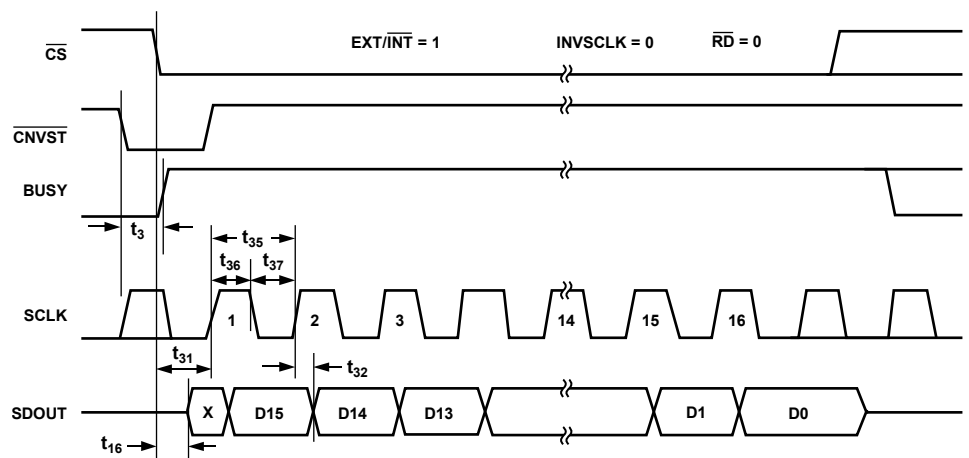 CS EXT/INT = 1 INVSCLK = 0 RD = 0
CNVST
BUSY
t3
t35
t36 t37
SCLK 1 2 3 14 15 16
t31
t32
SDOUT X D15 D14 D13 D1 D0
t16